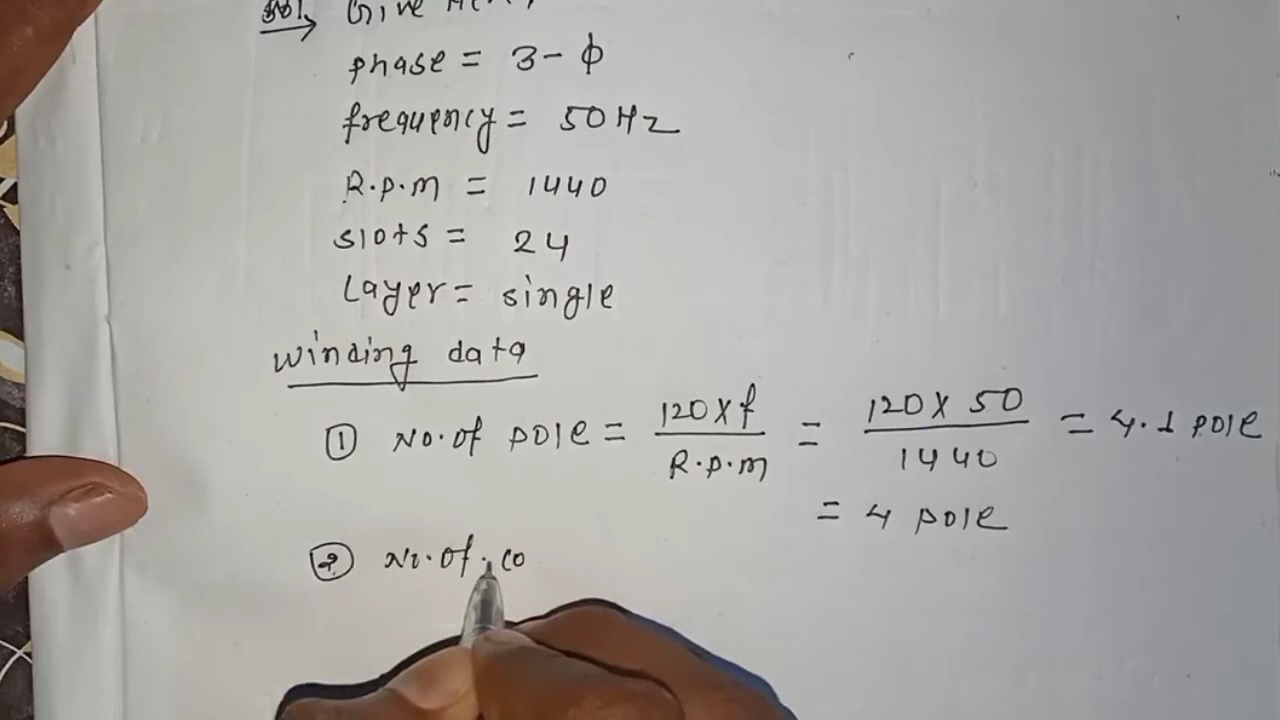 Sol →
phase = 3-ϕ
frequency = 50Hz
R.p.m = 1440
slots = 24
Layer = single
winding data
① No. of pole = 120 X f / R.p.m = 120 X 50 / 1440 = 4.1 pole
= 4 pole
② No. of. co